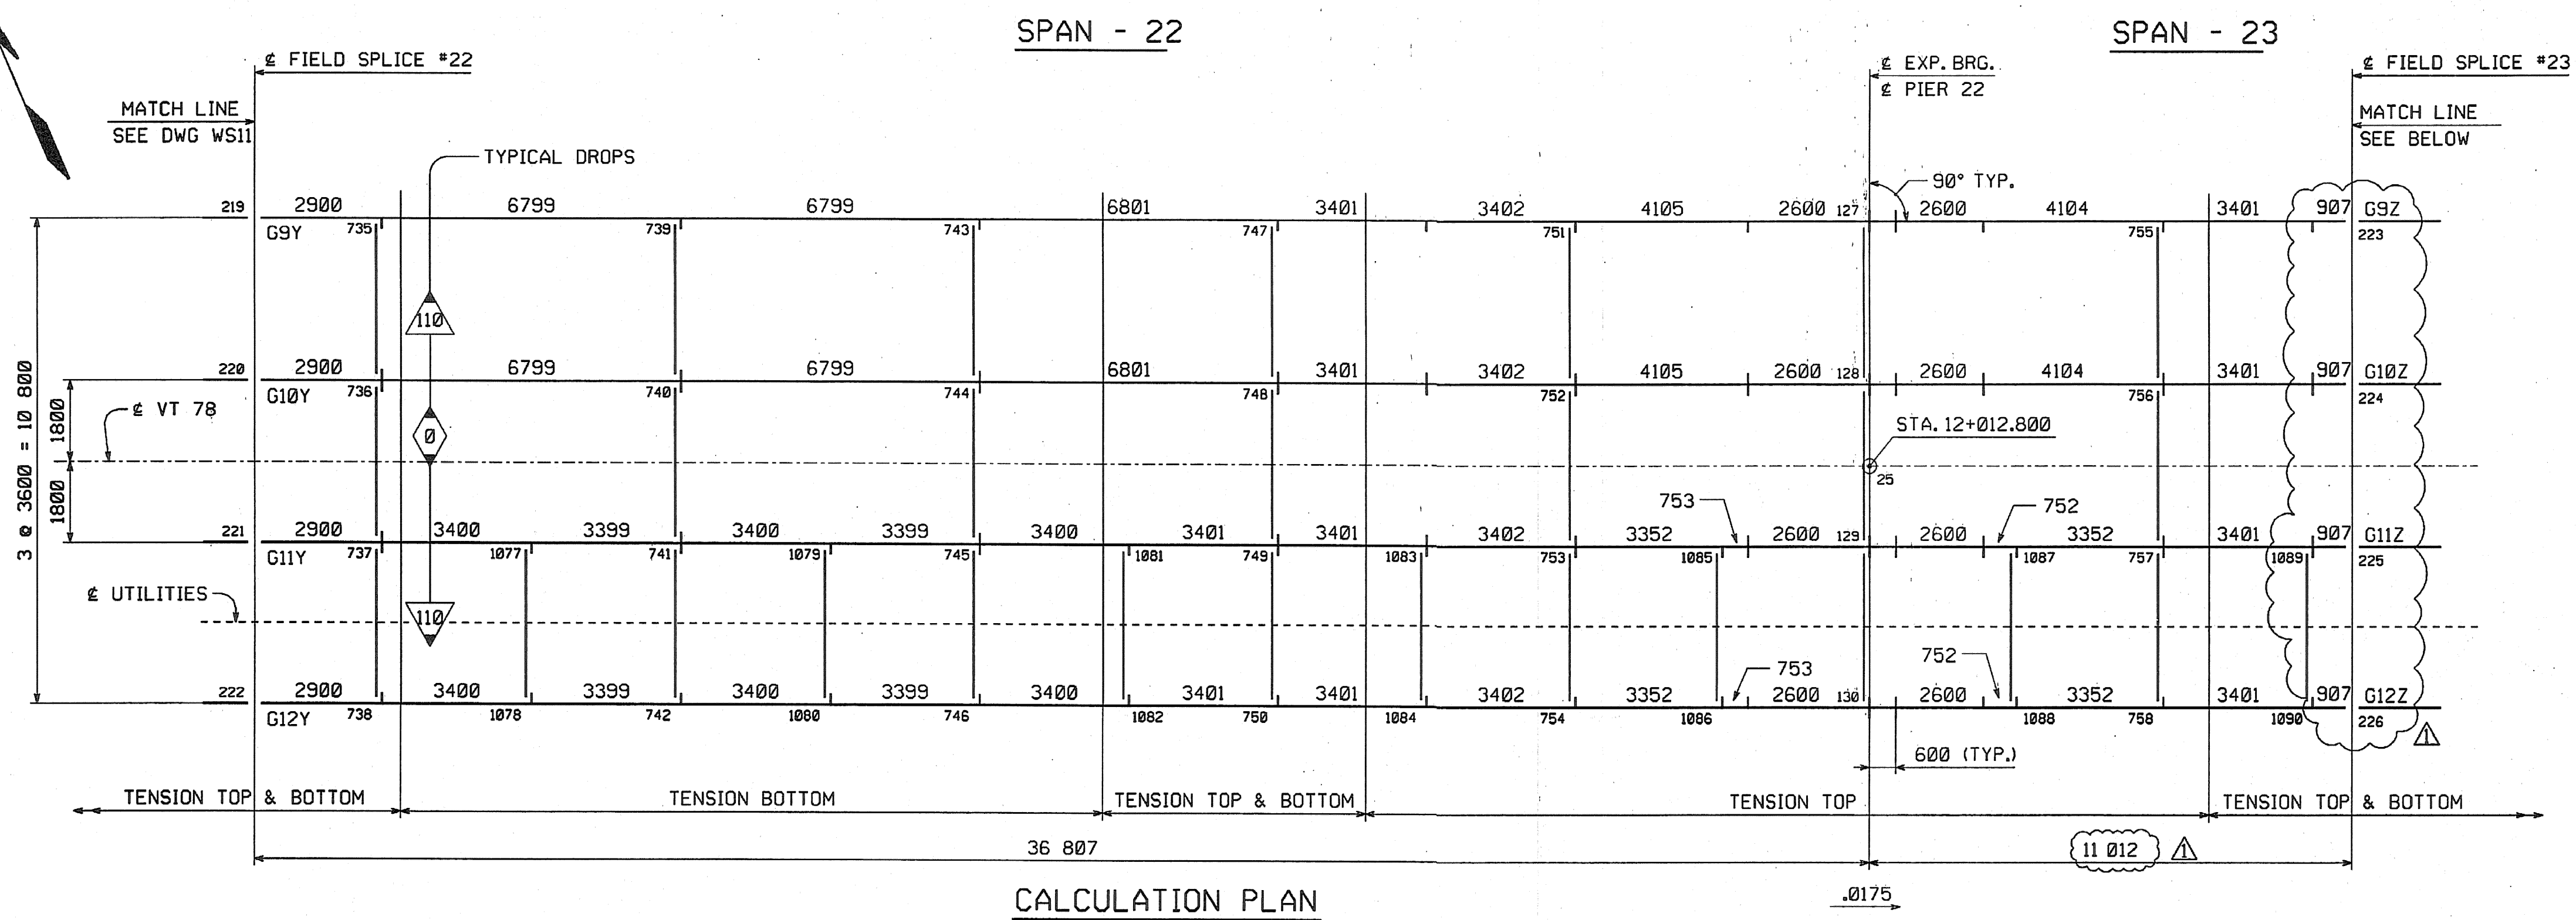 SPAN - 22
SPAN - 23
℄ FIELD SPLICE #22
℄ EXP. BRG.
℄ PIER 22
℄ FIELD SPLICE #23
MATCH LINE
SEE DWG WS11
MATCH LINE
SEE BELOW
TYPICAL DROPS
90° TYP.
219 2900 6799 6799 6801 3401 3402 4105 2600 127 2600 4104 3401 907 G9Z
G9Y 735 739 743 747 751 755 223
110
220 2900 6799 6799 6801 3401 3402 4105 2600 128 2600 4104 3401 907 G10Z
G10Y 736 740 744 748 752 756 224
3 @ 3600 = 10 800
1800
1800
℄ VT 78
0
STA. 12+012.800
25
753
752
221 2900 3400 3399 3400 3399 3400 3401 3401 3402 3352 2600 129 2600 3352 3401 907 G11Z
G11Y 737 1077 741 1079 745 1081 749 1083 753 1085 1087 757 1089 225
℄ UTILITIES
110
753
752
222 2900 3400 3399 3400 3399 3400 3401 3401 3402 3352 2600 130 2600 3352 3401 907 G12Z
G12Y 738 1078 742 1080 746 1082 750 1084 754 1086 1088 758 1090 226
1
600 (TYP.)
TENSION TOP & BOTTOM
TENSION BOTTOM
TENSION TOP & BOTTOM
TENSION TOP
TENSION TOP & BOTTOM
36 807
11 012
1
CALCULATION PLAN
.0175